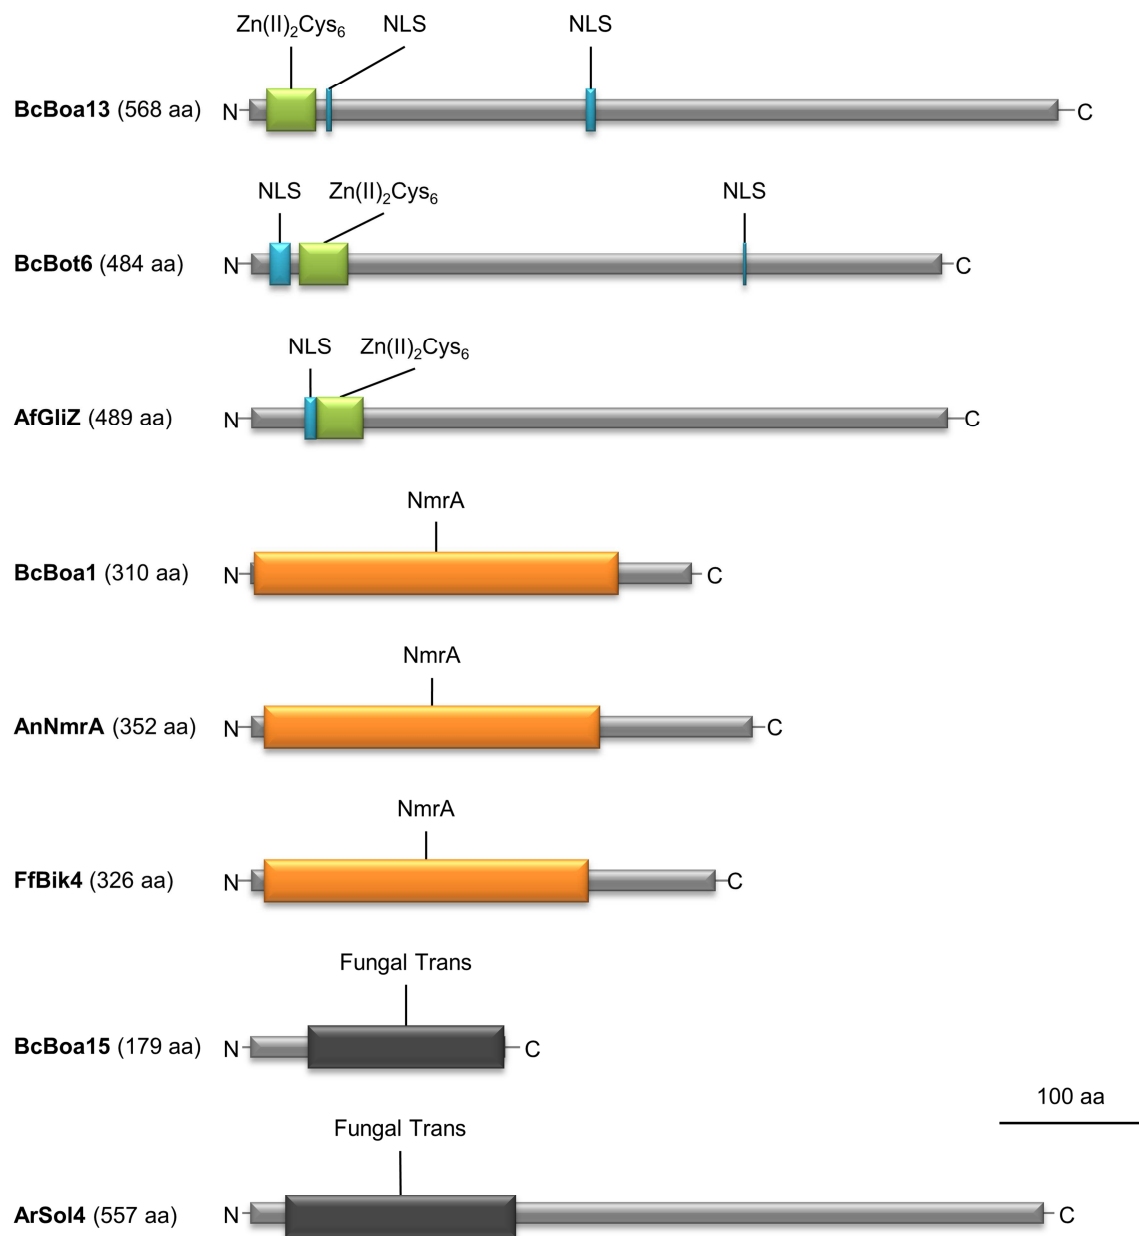 Zn(II)₂Cys₆ NLS NLS
BcBoa13 (568 aa) N C
NLS Zn(II)₂Cys₆ NLS
BcBot6 (484 aa) N C
NLS Zn(II)₂Cys₆
AfGliZ (489 aa) N C
NmrA
BcBoa1 (310 aa) N C
NmrA
AnNmrA (352 aa) N C
NmrA
FfBik4 (326 aa) N C
Fungal Trans
BcBoa15 (179 aa) N C
100 aa
Fungal Trans
ArSol4 (557 aa) N C